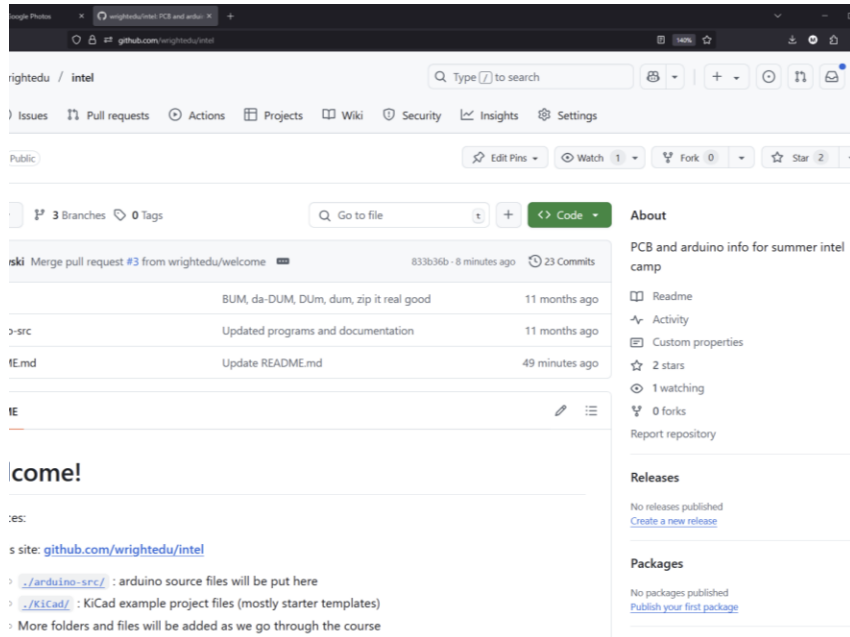 oogle Photos
wrightedu/intel: PCB and ardui
github.com/wrightedu/intel
140%
rightedu / intel
Type / to search
Issues
Pull requests
Actions
Projects
Wiki
Security
Insights
Settings
Public
Edit Pins
Watch 1
Fork 0
Star 2
3 Branches
0 Tags
Go to file
t
Code
vski Merge pull request #3 from wrightedu/welcome
833b36b · 8 minutes ago
23 Commits
BUM, da-DUM, DUm, dum, zip it real good
11 months ago
o-src
Updated programs and documentation
11 months ago
ME.md
Update README.md
49 minutes ago
ME
lcome!
ces:
s site: github.com/wrightedu/intel
./arduino-src/ : arduino source files will be put here
./KiCad/ : KiCad example project files (mostly starter templates)
More folders and files will be added as we go through the course
About
PCB and arduino info for summer intel
camp
Readme
Activity
Custom properties
2 stars
1 watching
0 forks
Report repository
Releases
No releases published
Create a new release
Packages
No packages published
Publish your first package